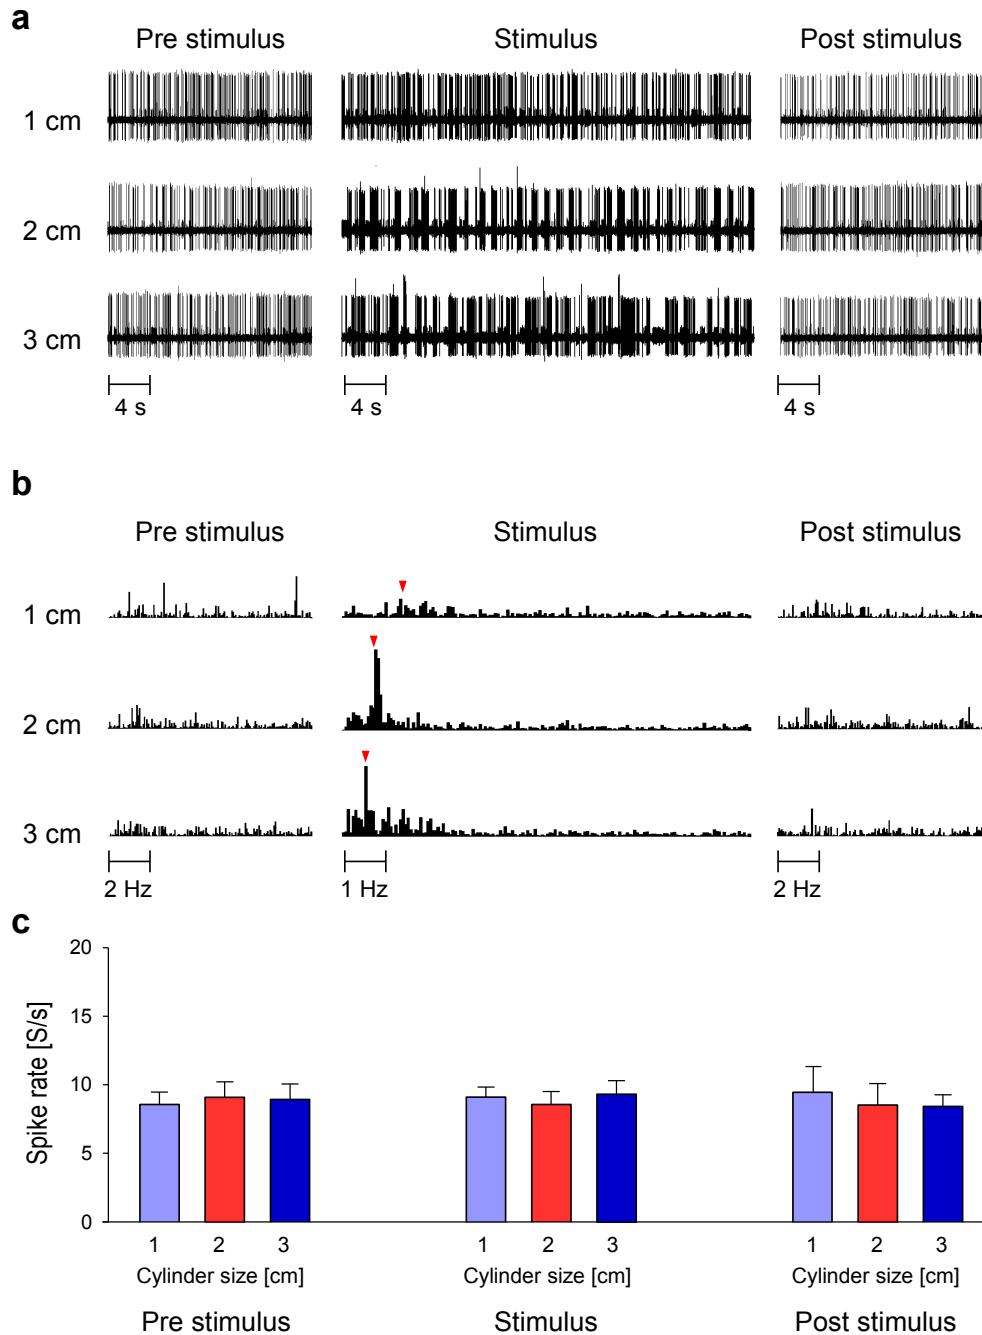 a
Pre stimulus Stimulus Post stimulus
1 cm
2 cm
3 cm
4 s 4 s 4 s
b
Pre stimulus Stimulus Post stimulus
1 cm
2 cm
3 cm
2 Hz 1 Hz 2 Hz
c
Spike rate [S/s]
20
15
10
5
0
1 2 3 1 2 3 1 2 3
Cylinder size [cm] Cylinder size [cm] Cylinder size [cm]
Pre stimulus Stimulus Post stimulus